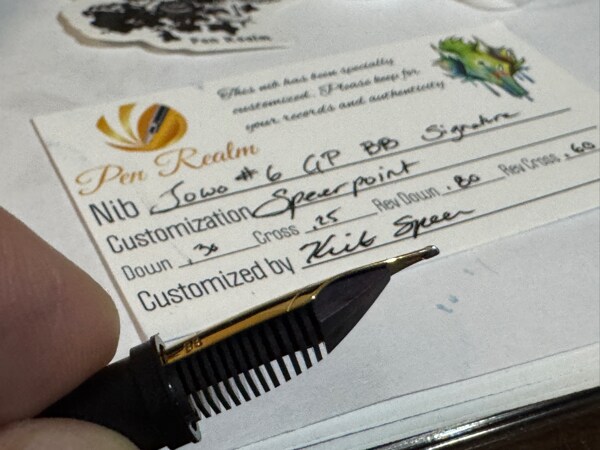 Pen Realm
This nib has been specially
customized. Please keep for
your records and authenticity
Pen Realm
Nib Jowo #6 GP BB Signature
Customization Speerpoint
Down .30 Cross .25 Rev Down .80 Rev Cross .60
Customized by Kirk Speer
BB